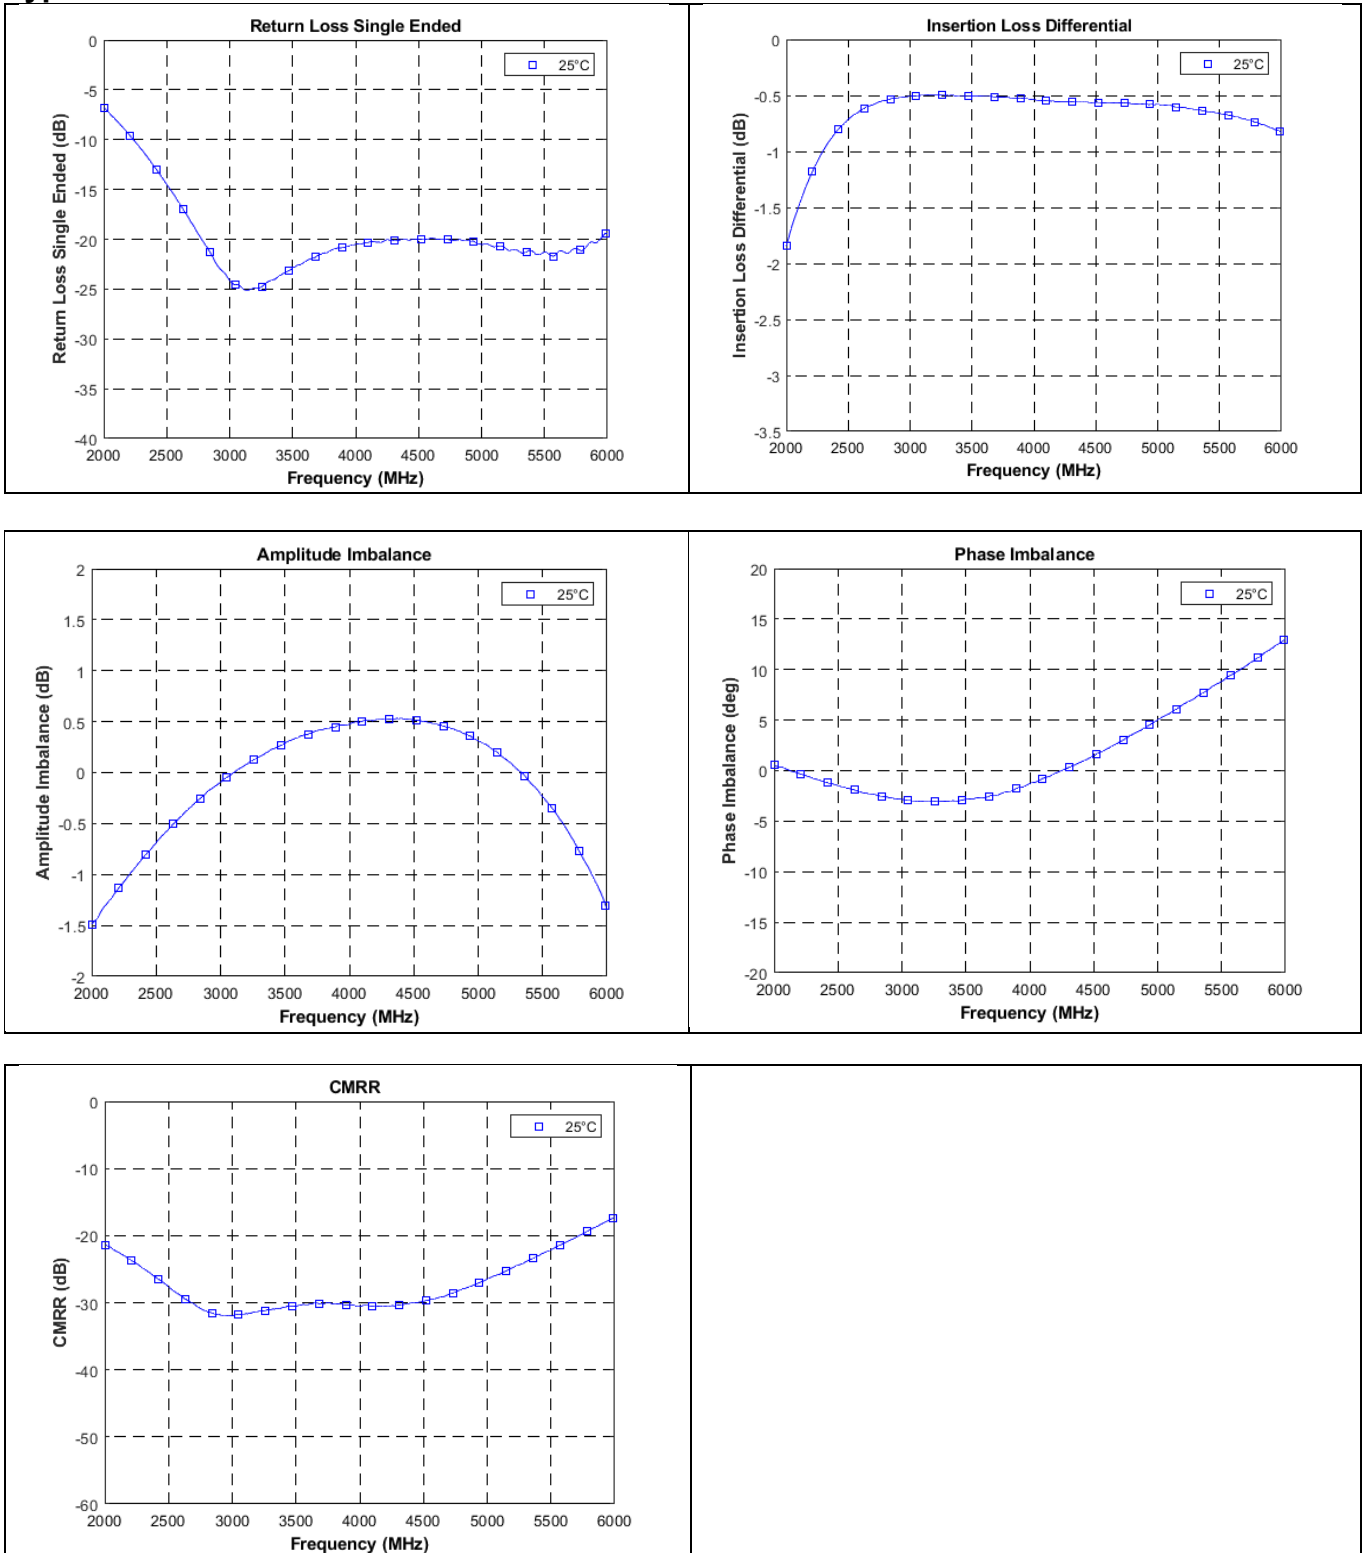 Return Loss Single Ended
25°C
0
-5
-10
-15
-20
-25
-30
-35
-40
Return Loss Single Ended (dB)
2000 2500 3000 3500 4000 4500 5000 5500 6000
Frequency (MHz)
Insertion Loss Differential
25°C
0
-0.5
-1
-1.5
-2
-2.5
-3
-3.5
Insertion Loss Differential (dB)
2000 2500 3000 3500 4000 4500 5000 5500 6000
Frequency (MHz)
Amplitude Imbalance
25°C
2
1.5
1
0.5
0
-0.5
-1
-1.5
-2
Amplitude Imbalance (dB)
2000 2500 3000 3500 4000 4500 5000 5500 6000
Frequency (MHz)
Phase Imbalance
25°C
20
15
10
5
0
-5
-10
-15
-20
Phase Imbalance (deg)
2000 2500 3000 3500 4000 4500 5000 5500 6000
Frequency (MHz)
CMRR
25°C
0
-10
-20
-30
-40
-50
-60
CMRR (dB)
2000 2500 3000 3500 4000 4500 5000 5500 6000
Frequency (MHz)